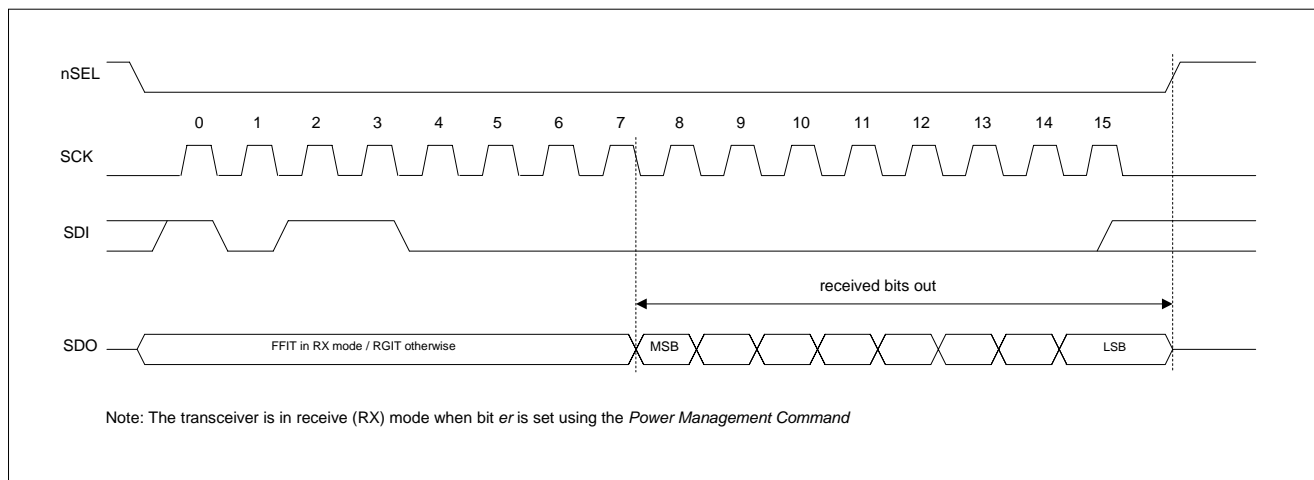 nSEL
0 1 2 3 4 5 6 7 8 9 10 11 12 13 14 15
SCK
SDI
received bits out
SDO FFIT in RX mode / RGIT otherwise MSB LSB
Note: The transceiver is in receive (RX) mode when bit er is set using the Power Management Command